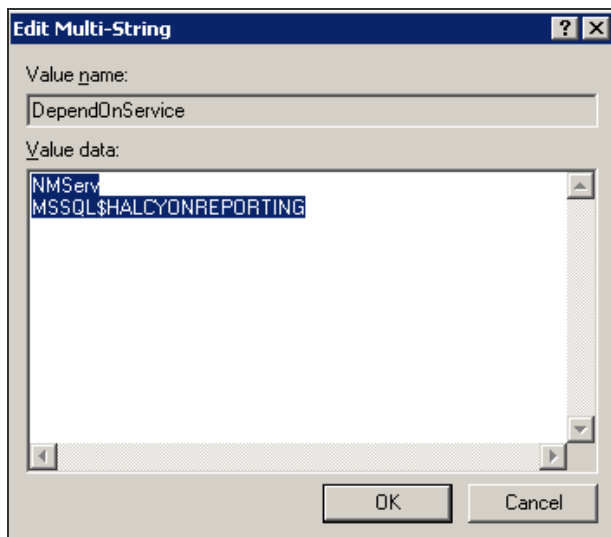 Edit Multi-String
Value name:
DependOnService
Value data:
NMServ
MSSQL$HALCYONREPORTING
OK
Cancel